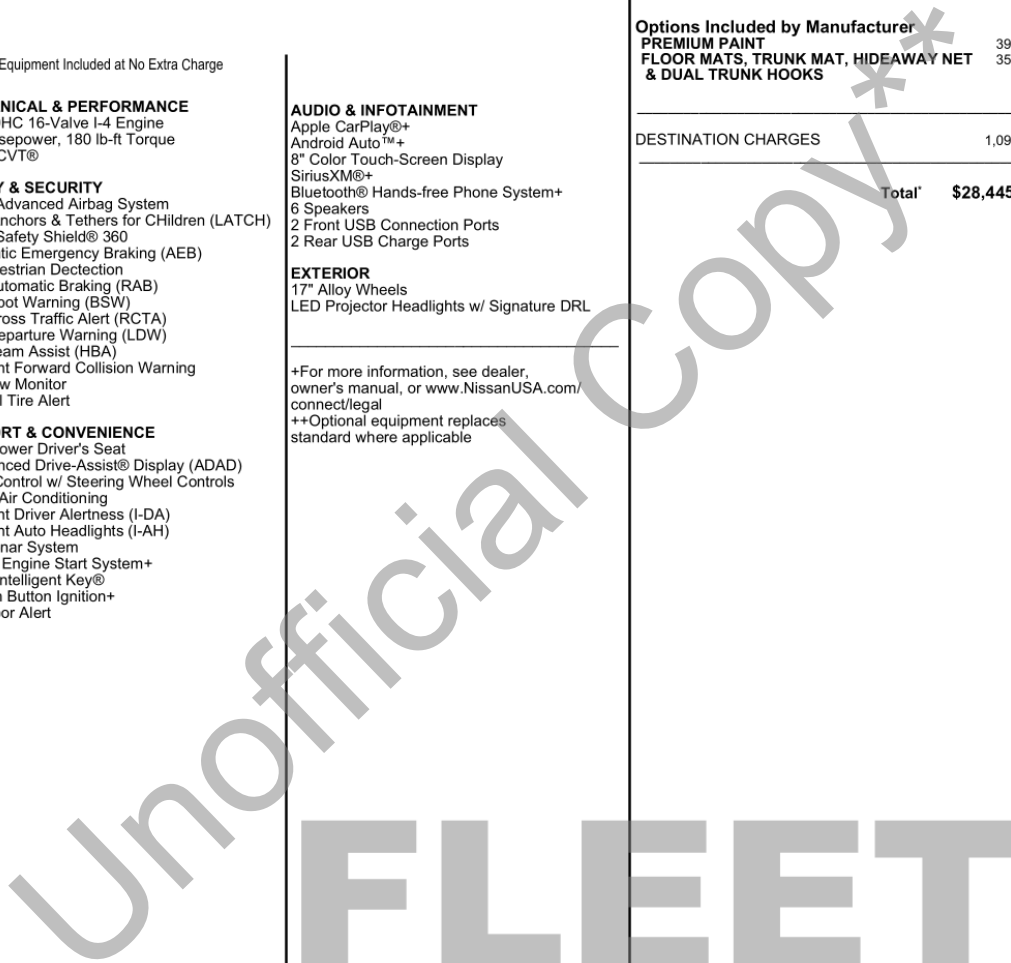 Equipment Included at No Extra Charge
NICAL & PERFORMANCE
HC 16-Valve I-4 Engine
sepower, 180 lb-ft Torque
CVT®
Y & SECURITY
Advanced Airbag System
nchors & Tethers for CHildren (LATCH)
Safety Shield® 360
tic Emergency Braking (AEB)
estrian Dectection
utomatic Braking (RAB)
oot Warning (BSW)
ross Traffic Alert (RCTA)
eparture Warning (LDW)
eam Assist (HBA)
nt Forward Collision Warning
w Monitor
l Tire Alert
RT & CONVENIENCE
ower Driver's Seat
nced Drive-Assist® Display (ADAD)
Control w/ Steering Wheel Controls
Air Conditioning
nt Driver Alertness (I-DA)
nt Auto Headlights (I-AH)
nar System
Engine Start System+
ntelligent Key®
n Button Ignition+
or Alert
AUDIO & INFOTAINMENT
Apple CarPlay®+
Android Auto™+
8" Color Touch-Screen Display
SiriusXM®+
Bluetooth® Hands-free Phone System+
6 Speakers
2 Front USB Connection Ports
2 Rear USB Charge Ports
EXTERIOR
17" Alloy Wheels
LED Projector Headlights w/ Signature DRL
+For more information, see dealer,
owner's manual, or www.NissanUSA.com/
connect/legal
++Optional equipment replaces
standard where applicable
Options Included by Manufacturer
PREMIUM PAINT 39
FLOOR MATS, TRUNK MAT, HIDEAWAY NET 35
& DUAL TRUNK HOOKS
DESTINATION CHARGES 1,09
Total* $28,445
Unofficial Copy**
FLEET